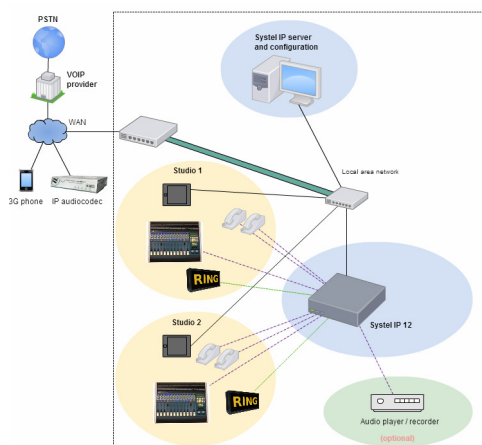 PSTN
VOIP
provider
WAN
3G phone
IP audiocodec
Systel IP server
and configuration
Local area network
Studio 1
RING
Studio 2
RING
Systel IP 12
Audio player / recorder
(optional)